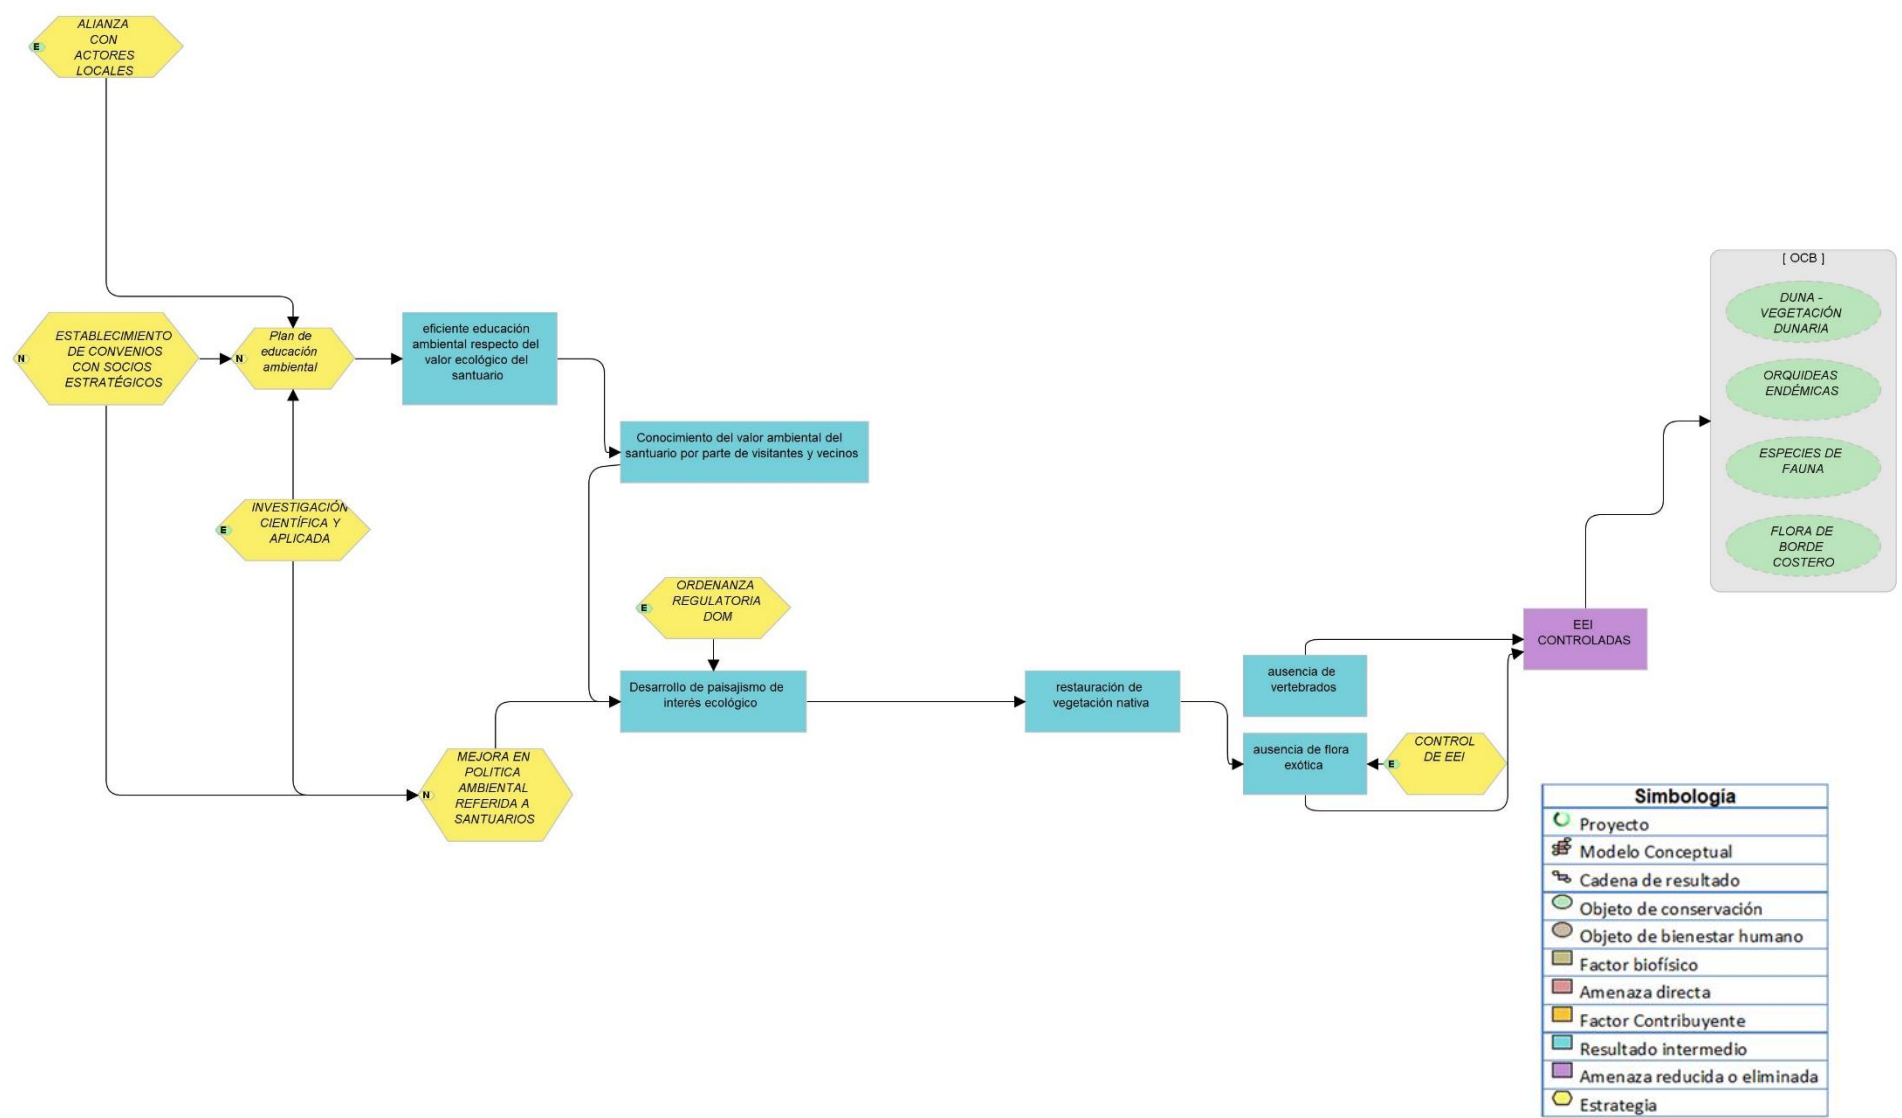 ALIANZA
CON
ACTORES
LOCALES
E
ESTABLECIMIENTO
DE CONVENIOS
CON SOCIOS
ESTRATÉGICOS
N
Plan de
educación
ambiental
N
eficiente educación
ambiental respecto del
valor ecológico del
santuario
Conocimiento del valor ambiental del
santuario por parte de visitantes y vecinos
INVESTIGACIÓN
CIENTÍFICA Y
APLICADA
E
ORDENANZA
REGULATORIA
DOM
E
Desarrollo de paisajismo de
interés ecológico
MEJORA EN
POLITICA
AMBIENTAL
REFERIDA A
SANTUARIOS
N
restauración de
vegetación nativa
ausencia de
vertebrados
ausencia de flora
exótica
CONTROL
DE EEI
E
EEI
CONTROLADAS
[ OCB ]
DUNA -
VEGETACIÓN
DUNARIA
ORQUIDEAS
ENDÉMICAS
ESPECIES DE
FAUNA
FLORA DE
BORDE
COSTERO
Simbología
Proyecto
Modelo Conceptual
Cadena de resultado
Objeto de conservación
Objeto de bienestar humano
Factor biofísico
Amenaza directa
Factor Contribuyente
Resultado intermedio
Amenaza reducida o eliminada
Estrategia